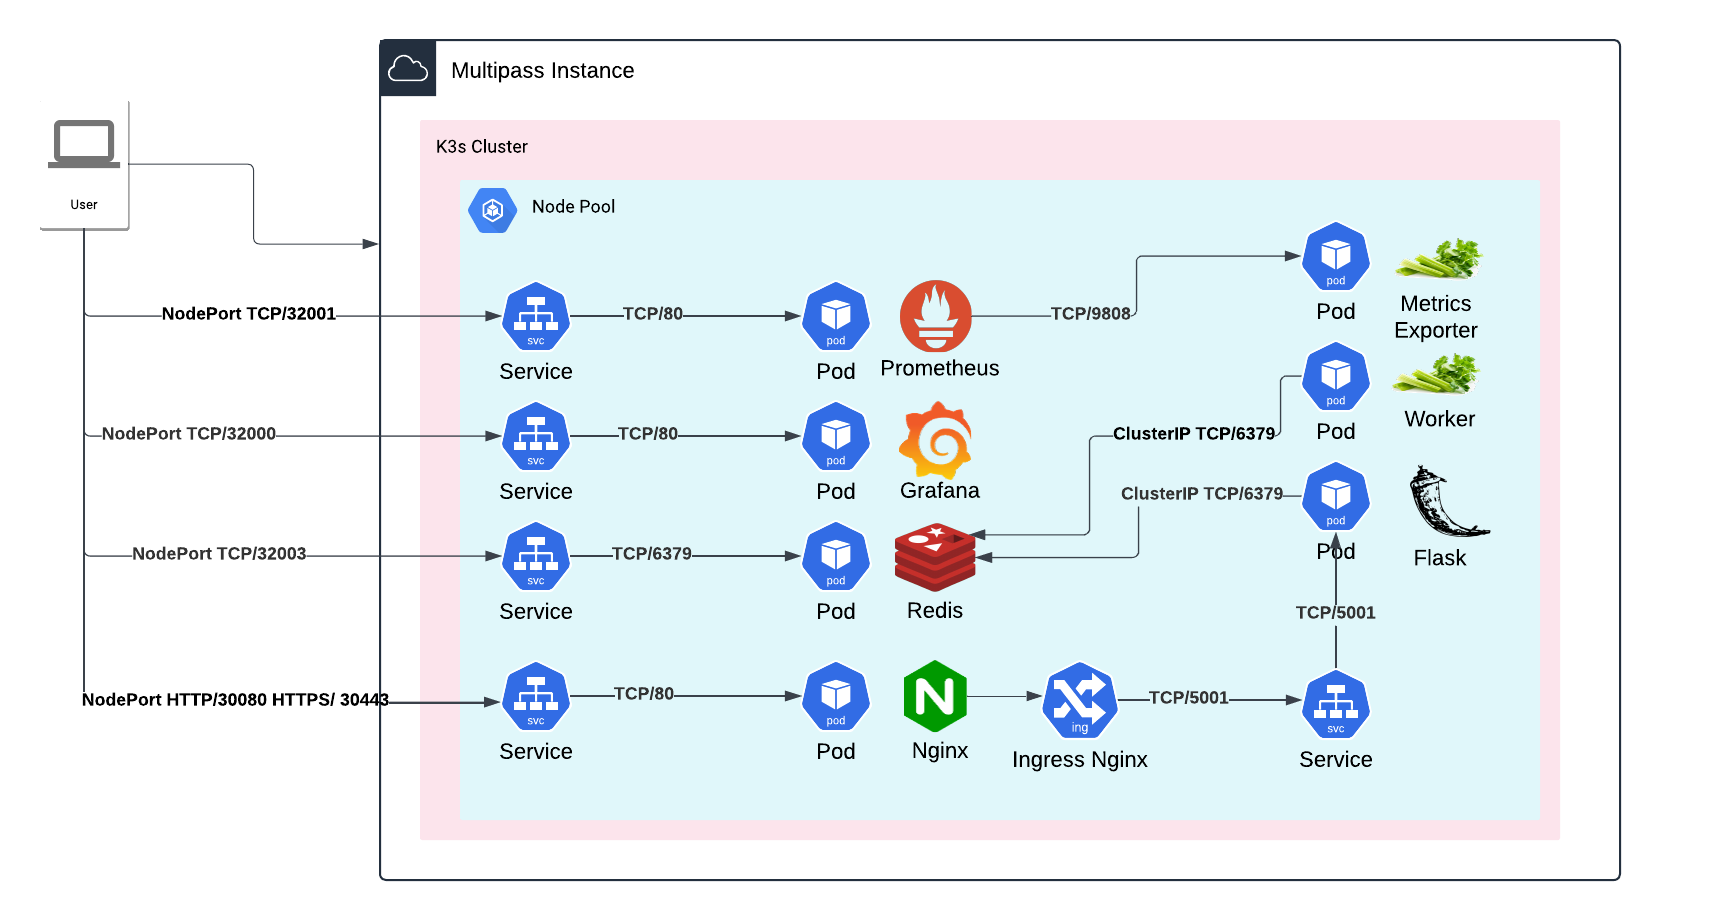 Multipass Instance
K3s Cluster
User
Node Pool
NodePort TCP/32001
svc
Service
TCP/80
pod
Pod
Prometheus
TCP/9808
pod
Pod
Metrics
Exporter
NodePort TCP/32000
svc
Service
TCP/80
pod
Pod
Grafana
ClusterIP TCP/6379
pod
Pod
Worker
NodePort TCP/32003
svc
Service
TCP/6379
pod
Pod
Redis
ClusterIP TCP/6379
pod
Pod
Flask
TCP/5001
NodePort HTTP/30080 HTTPS/ 30443
svc
Service
TCP/80
pod
Pod
N
Nginx
ing
Ingress Nginx
TCP/5001
svc
Service